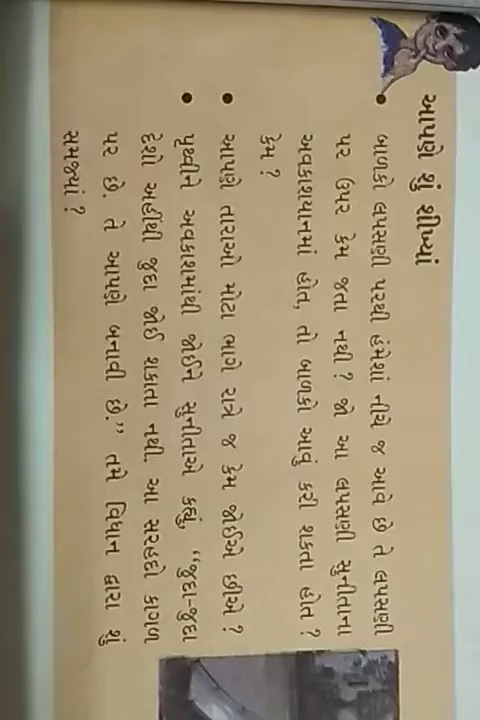 આપણે શું શીખ્યાં
• બાળકો લપસણી પરથી હંમેશાં નીચે જ આવે છે તે લપસણી
પર ઉપર કેમ જતા નથી? જો આ લપસણી સુનીતાના
અવકાશયાનમાં હોત, તો બાળકો આવું કરી શકતા હોત ?
કેમ ?
• આપણે તારાઓ મોટા ભાગે રાત્રે જ કેમ જોઈએ છીએ ?
• પૃથ્વીને અવકાશમાંથી જોઈને સુનીતાએ કહ્યું, “જુદા-જુદા
દેશો અહીંથી જુદા જોઈ શકાતા નથી. આ સરહદો કાગળ
પર છે. તે આપણે બનાવી છે.” તમે વિધાન દ્વારા શું
સમજ્યાં ?